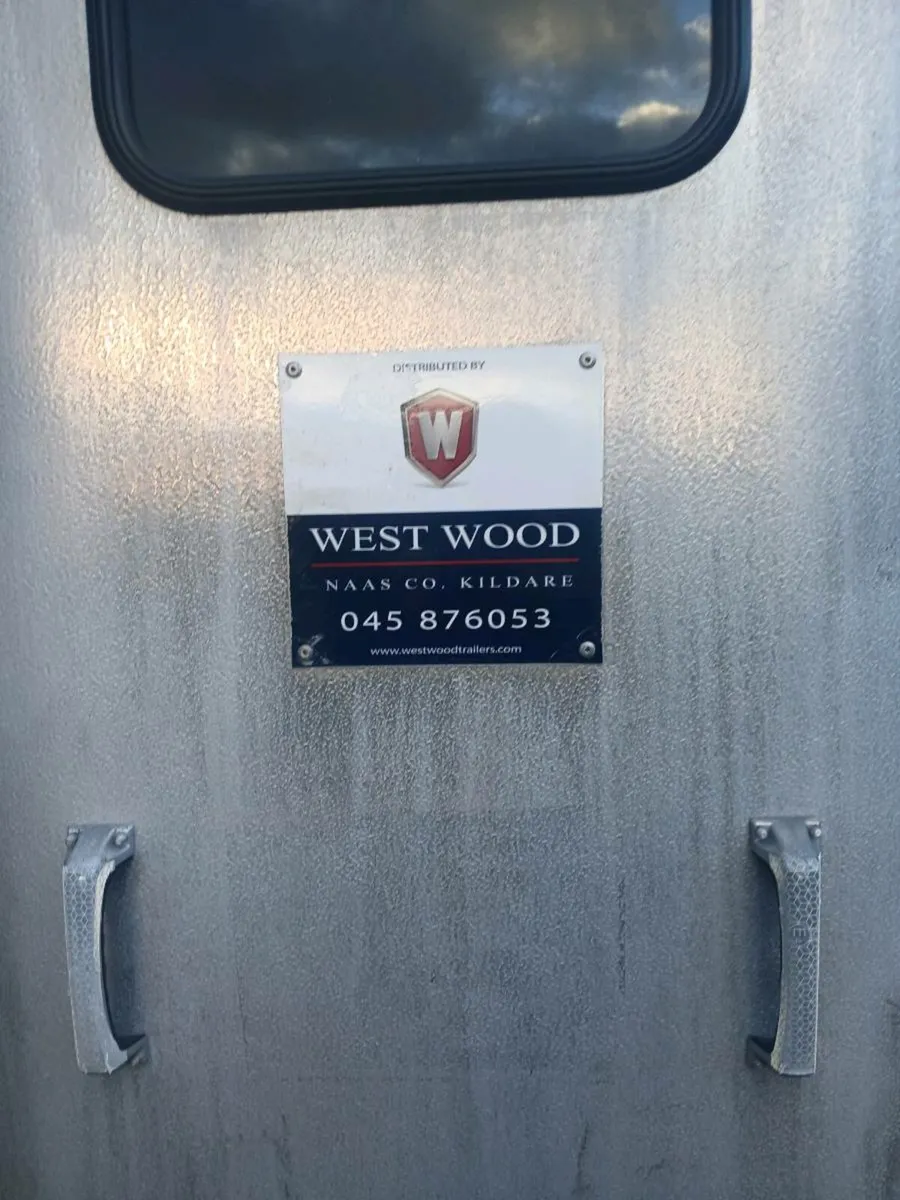 DISTRIBUTED BY
W
WEST WOOD
NAAS CO. KILDARE
045 876053
www.westwoodtrailers.com